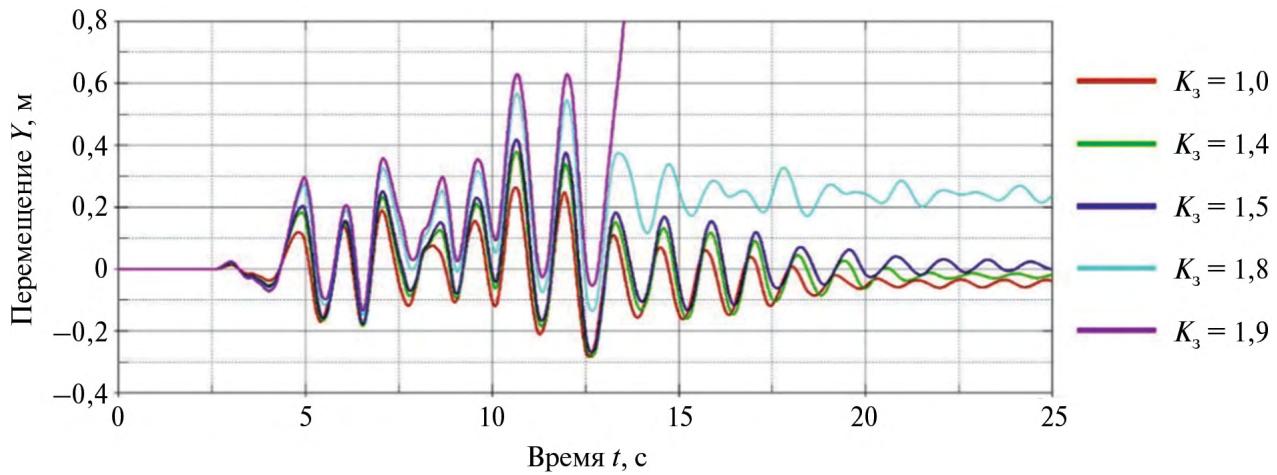 Перемещение Y, м
0,8
0,6
0,4
0,2
0
–0,2
–0,4
0
5
10
15
20
25
Время t, с
Kз = 1,0
Kз = 1,4
Kз = 1,5
Kз = 1,8
Kз = 1,9